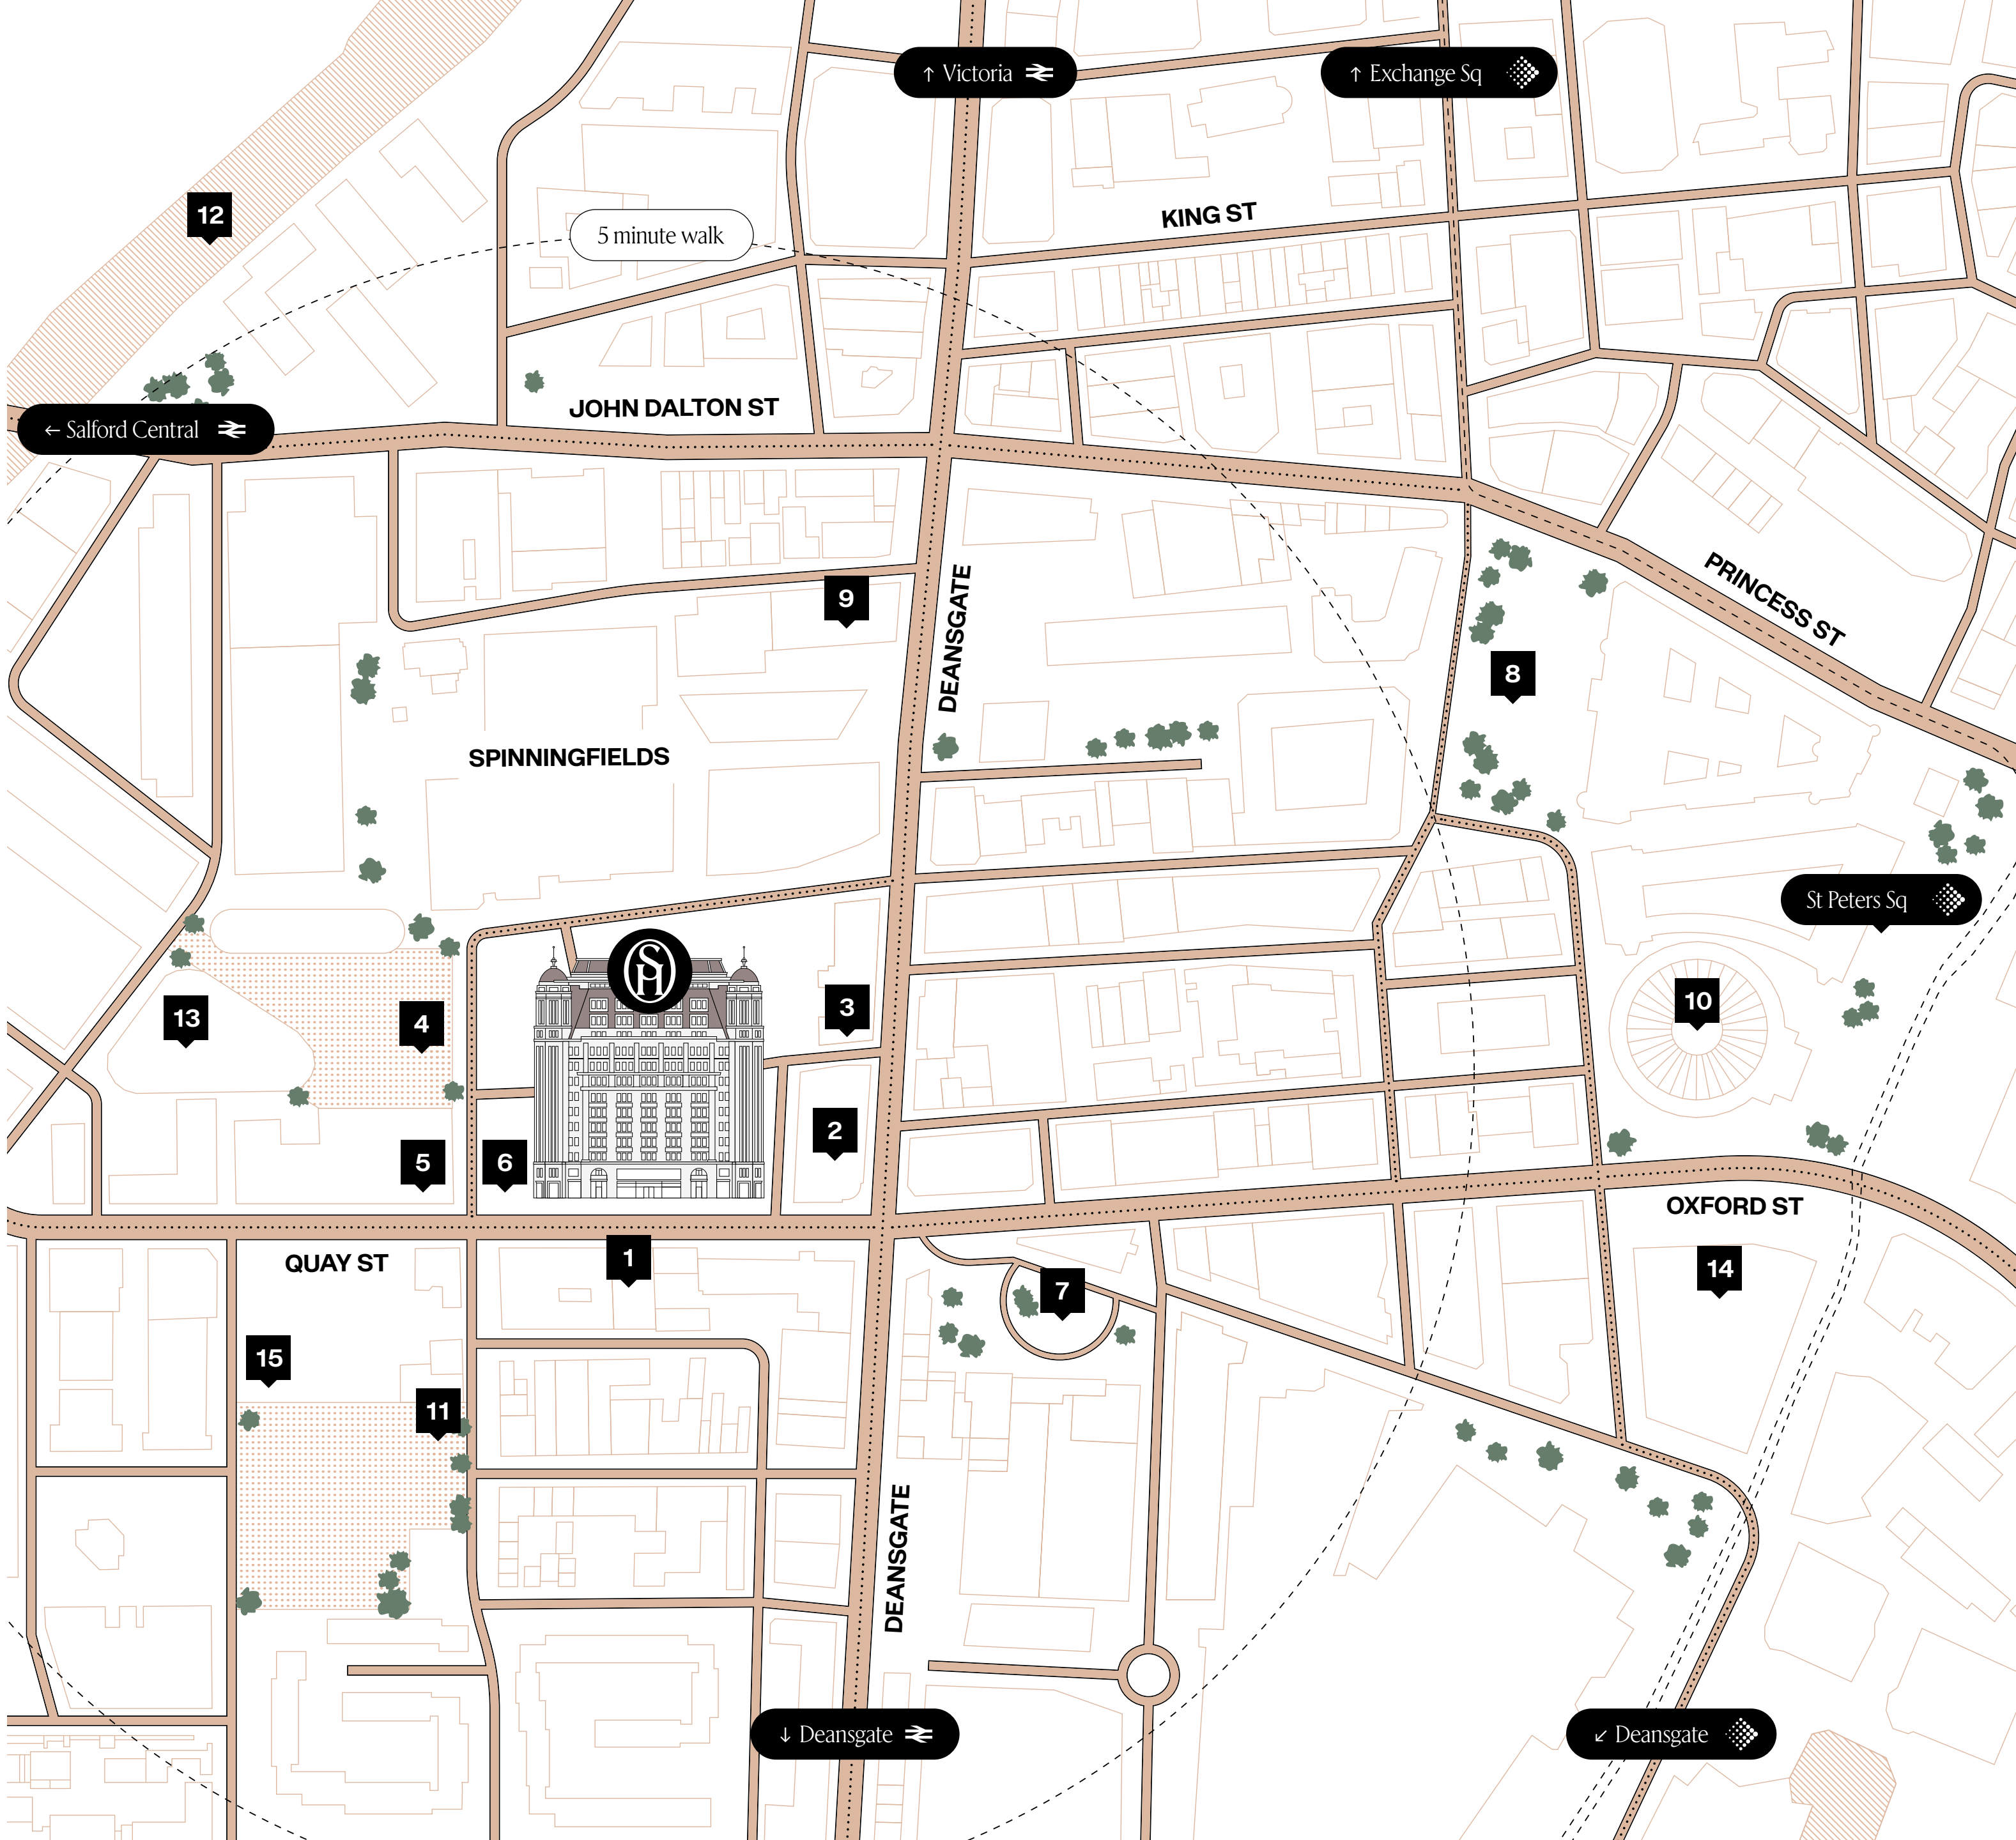 ↑ Victoria
↑ Exchange Sq
12
KING ST
5 minute walk
JOHN DALTON ST
← Salford Central
PRINCESS ST
9
DEANSGATE
8
SPINNINGFIELDS
St Peters Sq
SH
10
3
13
4
2
5
6
OXFORD ST
QUAY ST
1
14
7
15
11
DEANSGATE
↓ Deansgate
↙ Deansgate